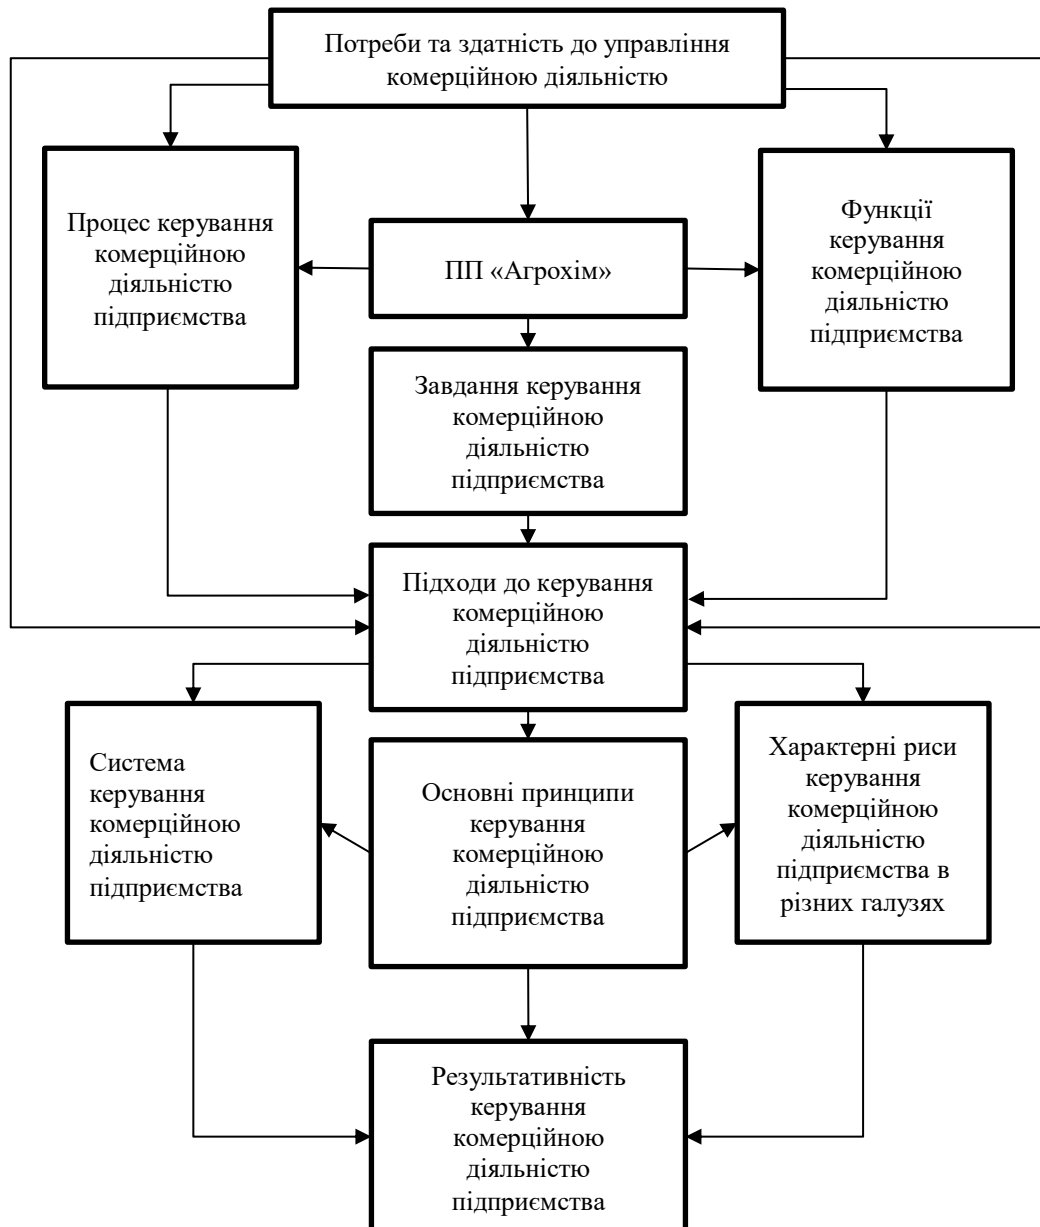 Потреби та здатність до управління
комерційною діяльністю
Процес керування
комерційною
діяльністю
підприємства
ПП «Агрохім»
Функції
керування
комерційною
діяльністю
підприємства
Завдання керування
комерційною
діяльністю
підприємства
Підходи до керування
комерційною
діяльністю
підприємства
Система
керування
комерційною
діяльністю
підприємства
Основні принципи
керування
комерційною
діяльністю
підприємства
Характерні риси
керування
комерційною
діяльністю
підприємства в
різних галузях
Результативність
керування
комерційною
діяльністю
підприємства